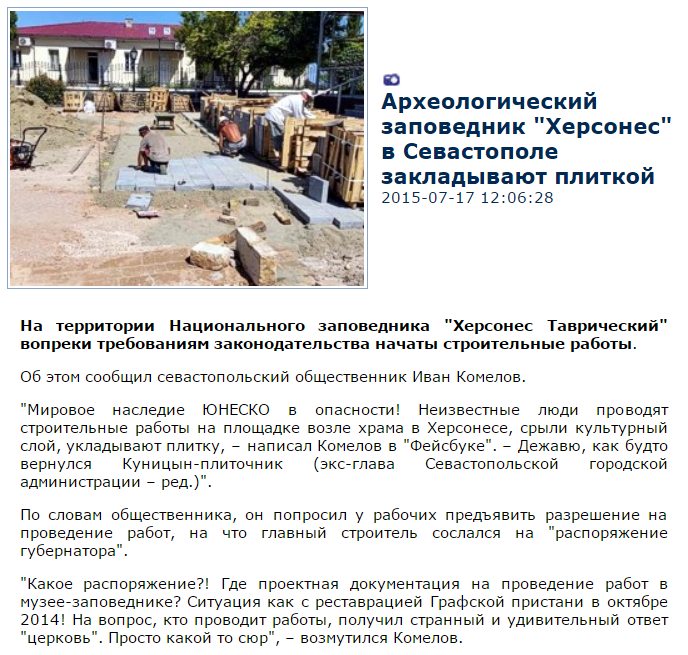 Археологический
заповедник "Херсонес"
в Севастополе
закладывают плиткой
2015-07-17 12:06:28
На территории Национального заповедника "Херсонес Таврический"
вопреки требованиям законодательства начаты строительные работы.
Об этом сообщил севастопольский общественник Иван Комелов.
"Мировое наследие ЮНЕСКО в опасности! Неизвестные люди проводят
строительные работы на площадке возле храма в Херсонесе, срыли культурный
слой, укладывают плитку, – написал Комелов в "Фейсбуке". – Дежавю, как будто
вернулся Куницын-плиточник (экс-глава Севастопольской городской
администрации – ред.)".
По словам общественника, он попросил у рабочих предъявить разрешение на
проведение работ, на что главный строитель сослался на "распоряжение
губернатора".
"Какое распоряжение?! Где проектная документация на проведение работ в
музее-заповеднике? Ситуация как с реставрацией Графской пристани в октябре
2014! На вопрос, кто проводит работы, получил странный и удивительный ответ
"церковь". Просто какой то сюр", – возмутился Комелов.